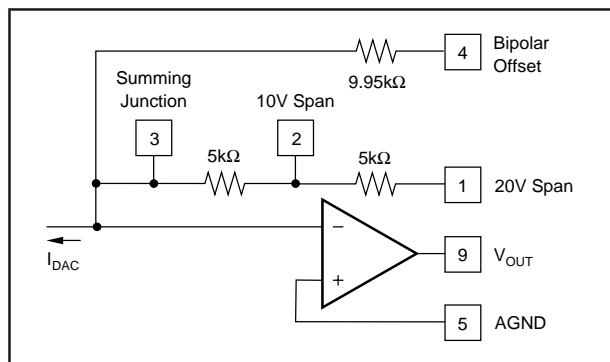 4
Bipolar
Offset
9.95kΩ
Summing
Junction
10V Span
3
2
5kΩ
5kΩ
1
20V Span
−
+
I_DAC
9
V_OUT
5
AGND